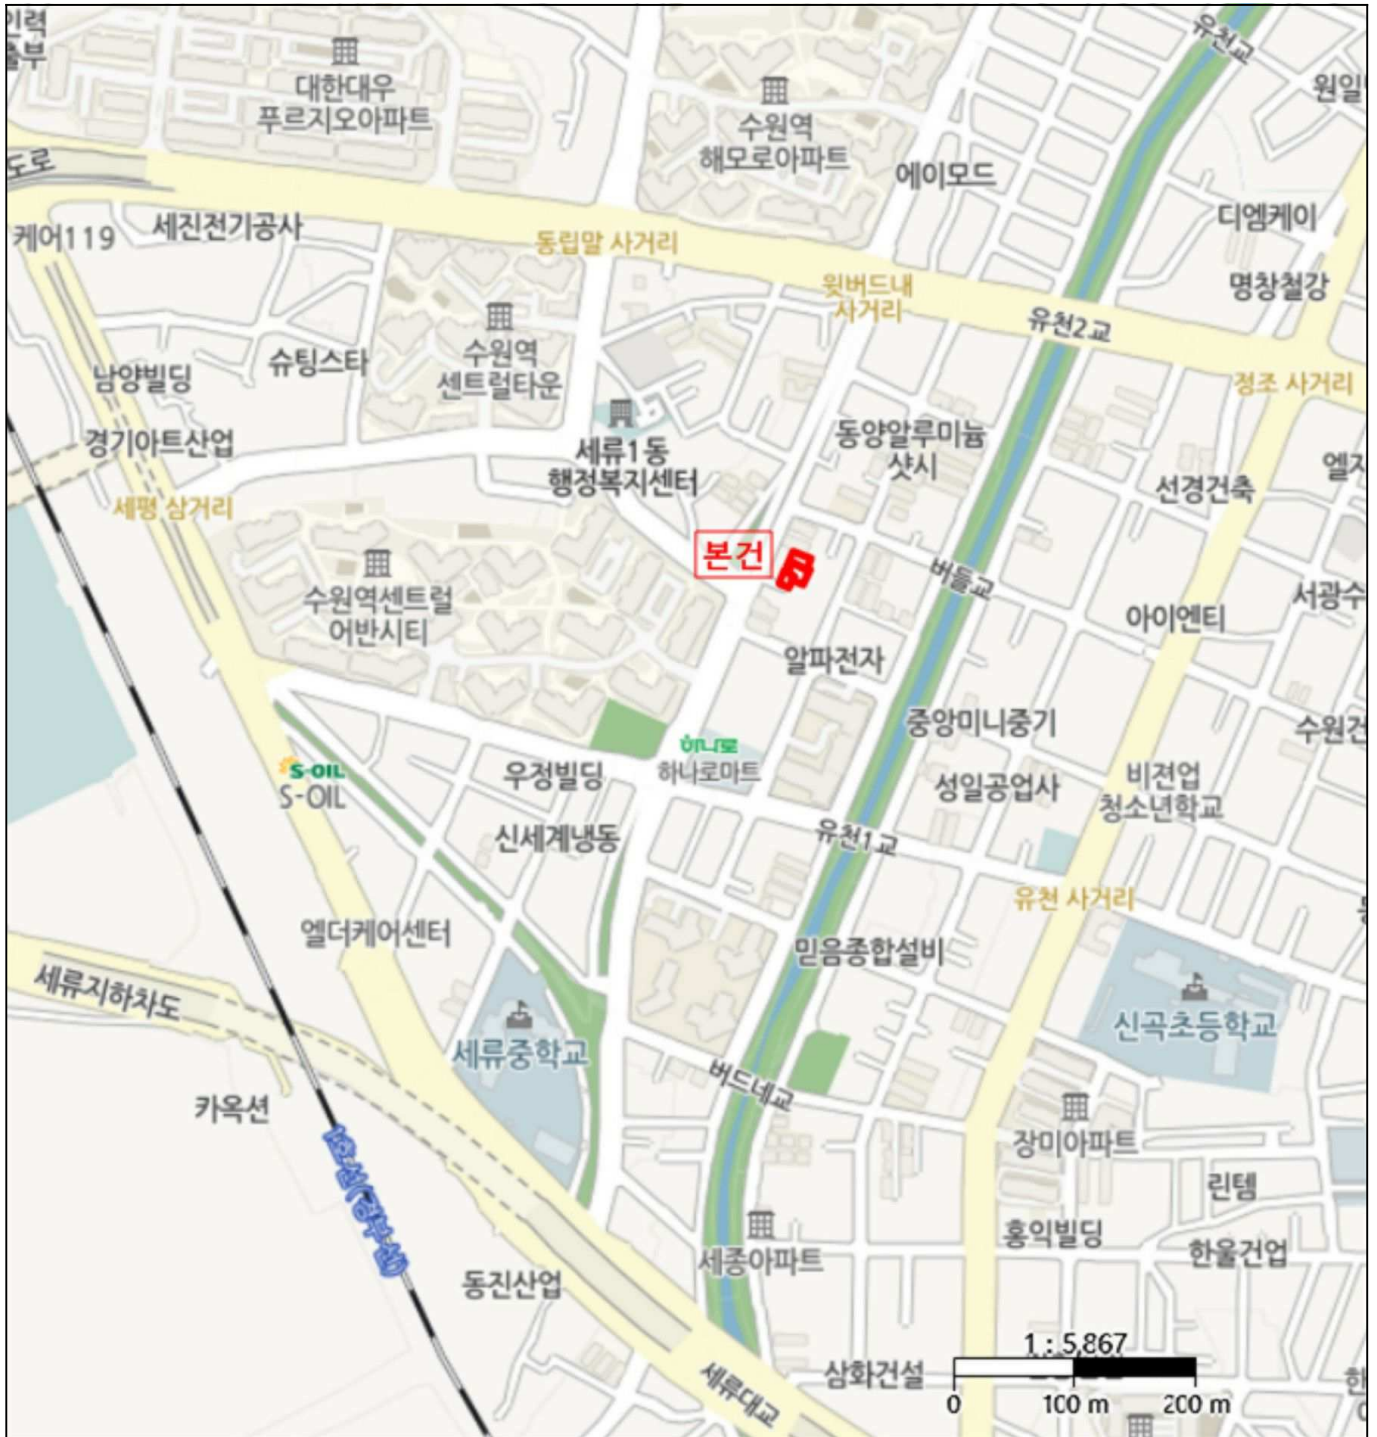 인력
유천교
대한대우
푸르지오아파트
원일
수원역
해모로아파트
도로
에이모드
세진전기공사
케어119
디엠케이
동립말 사거리
명창철강
윗버드내
사거리
유천2교
수원역
센트럴타운
슈팅스타
남양빌딩
정조 사거리
경기아트산업
세류1동
행정복지센터
동양알루미늄
샷시
엘지
선경건축
세평 삼거리
본건
버들교
수원역센트럴
어반시티
서광수
아이엔티
알파전자
중앙미니중기
수원건
하나로
하나로마트
S-OIL
S-OIL
우정빌딩
성일공업사
비젼업
청소년학교
신세계냉동
유천1교
유천 사거리
엘더케어센터
믿음종합설비
세류지하차도
신곡초등학교
세류중학교
버드네교
카옥션
장미아파트
린템
홍익빌딩
한울건업
세종아파트
동진산업
1 : 5,867
삼화건설
세류대교
한
0 100 m 200 m